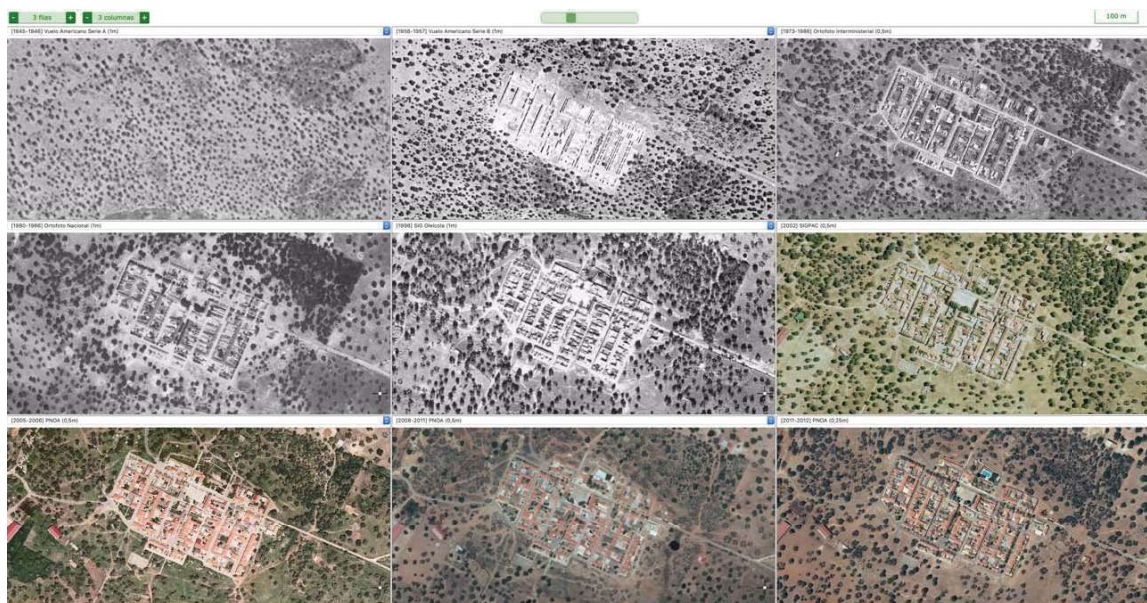 - 3 filas + - 3 columnas + 100 m
[1945-1946] Vuelo Americano Serie A (1m)
[1956-1957] Vuelo Americano Serie B (1m)
[1973-1986] Ortofoto Interministerial (0,5m)
[1980-1986] Ortofoto Nacional (1m)
[1998] SIG Oleícola (1m)
[2002] SIGPAC (0,5m)
[2005-2006] PNOA (0,5m)
[2008-2011] PNOA (0,5m)
[2011-2012] PNOA (0,25m)